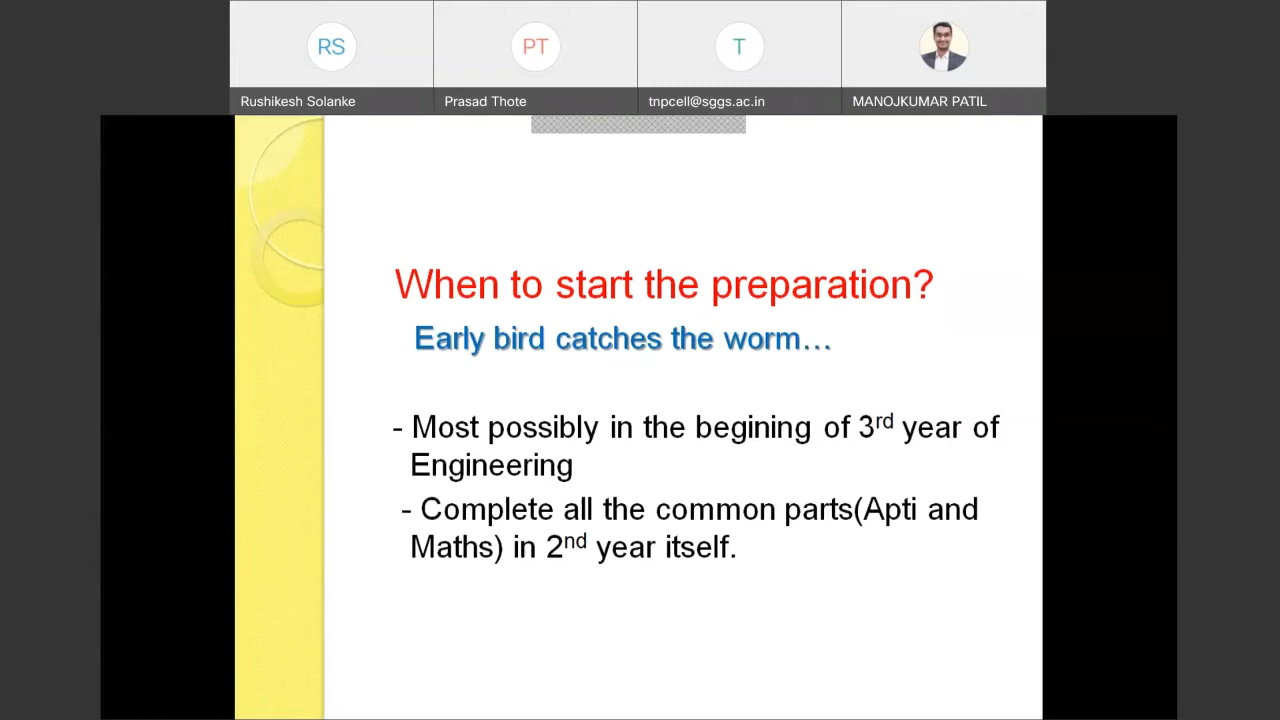 RS
PT
T
Rushikesh Solanke
Prasad Thote
tnpcell@sggs.ac.in
MANOJKUMAR PATIL
When to start the preparation?
Early bird catches the worm...
- Most possibly in the begining of 3rd year of
Engineering
- Complete all the common parts(Apti and
Maths) in 2nd year itself.